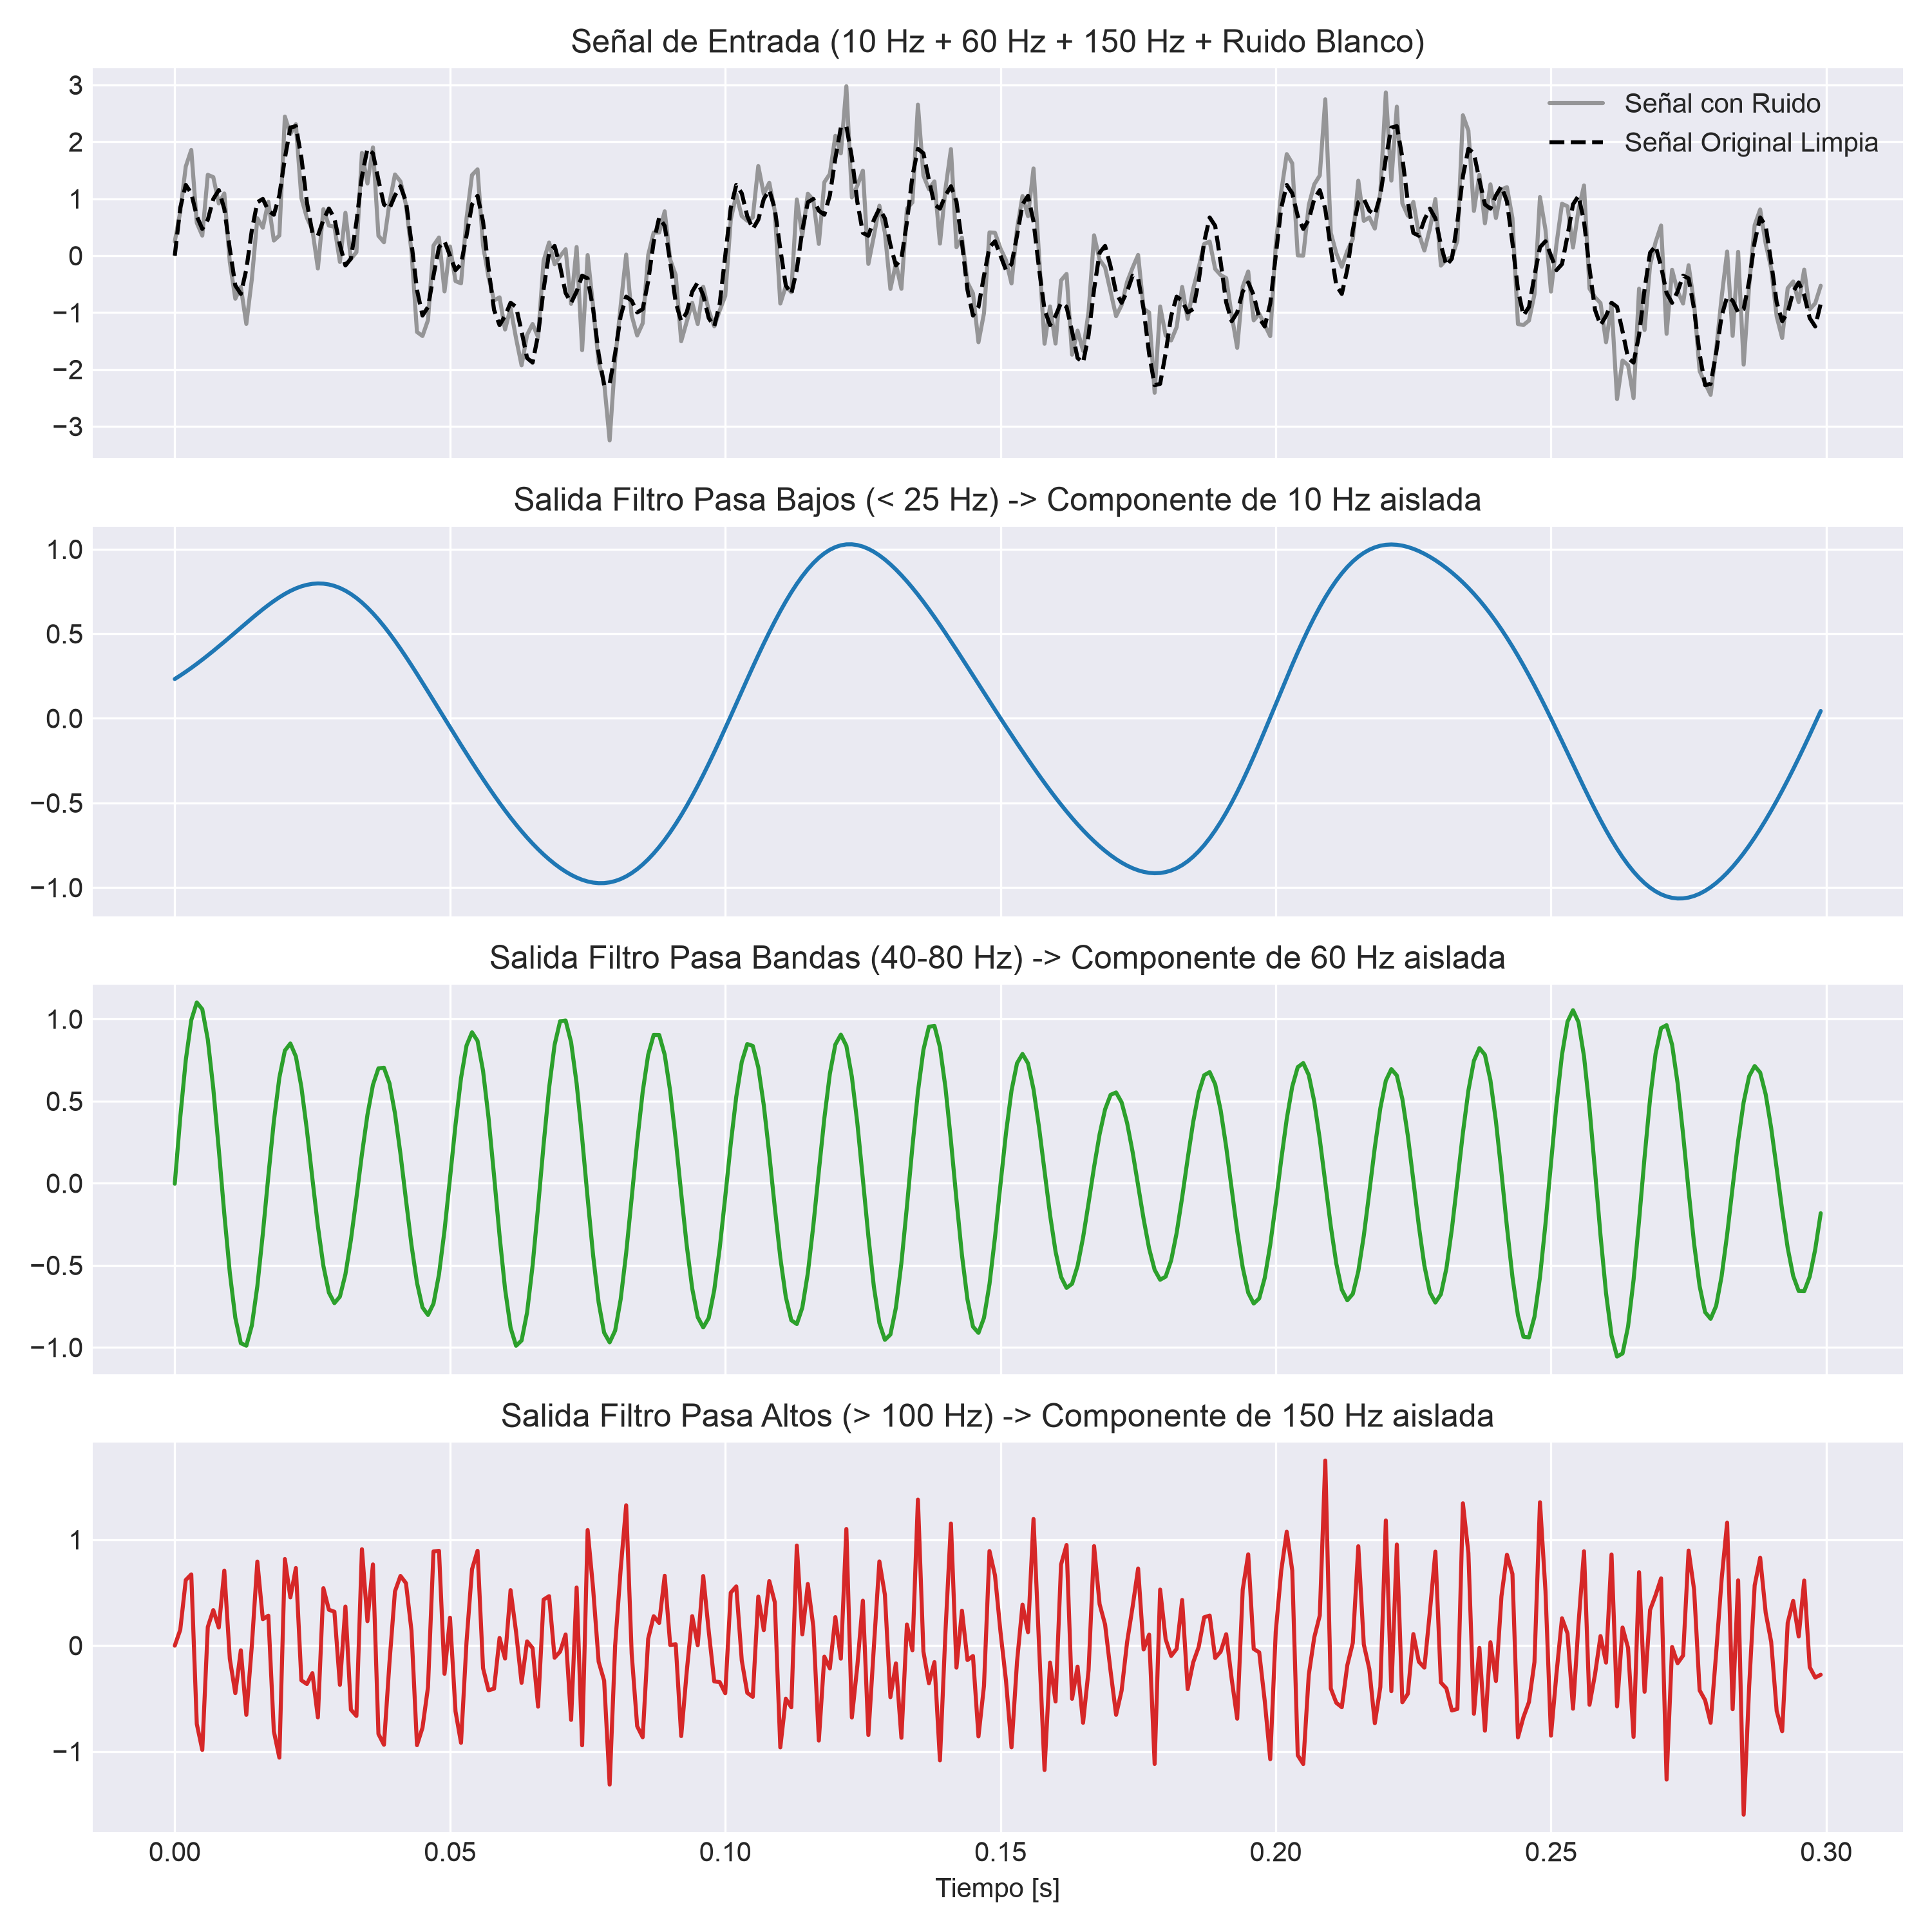 Señal de Entrada (10 Hz + 60 Hz + 150 Hz + Ruido Blanco)
3
2
1
0
−1
−2
−3
Señal con Ruido
Señal Original Limpia
Salida Filtro Pasa Bajos (< 25 Hz) -> Componente de 10 Hz aislada
1.0
0.5
0.0
−0.5
−1.0
Salida Filtro Pasa Bandas (40-80 Hz) -> Componente de 60 Hz aislada
1.0
0.5
0.0
−0.5
−1.0
Salida Filtro Pasa Altos (> 100 Hz) -> Componente de 150 Hz aislada
1
0
−1
0.00 0.05 0.10 0.15 0.20 0.25 0.30
Tiempo [s]